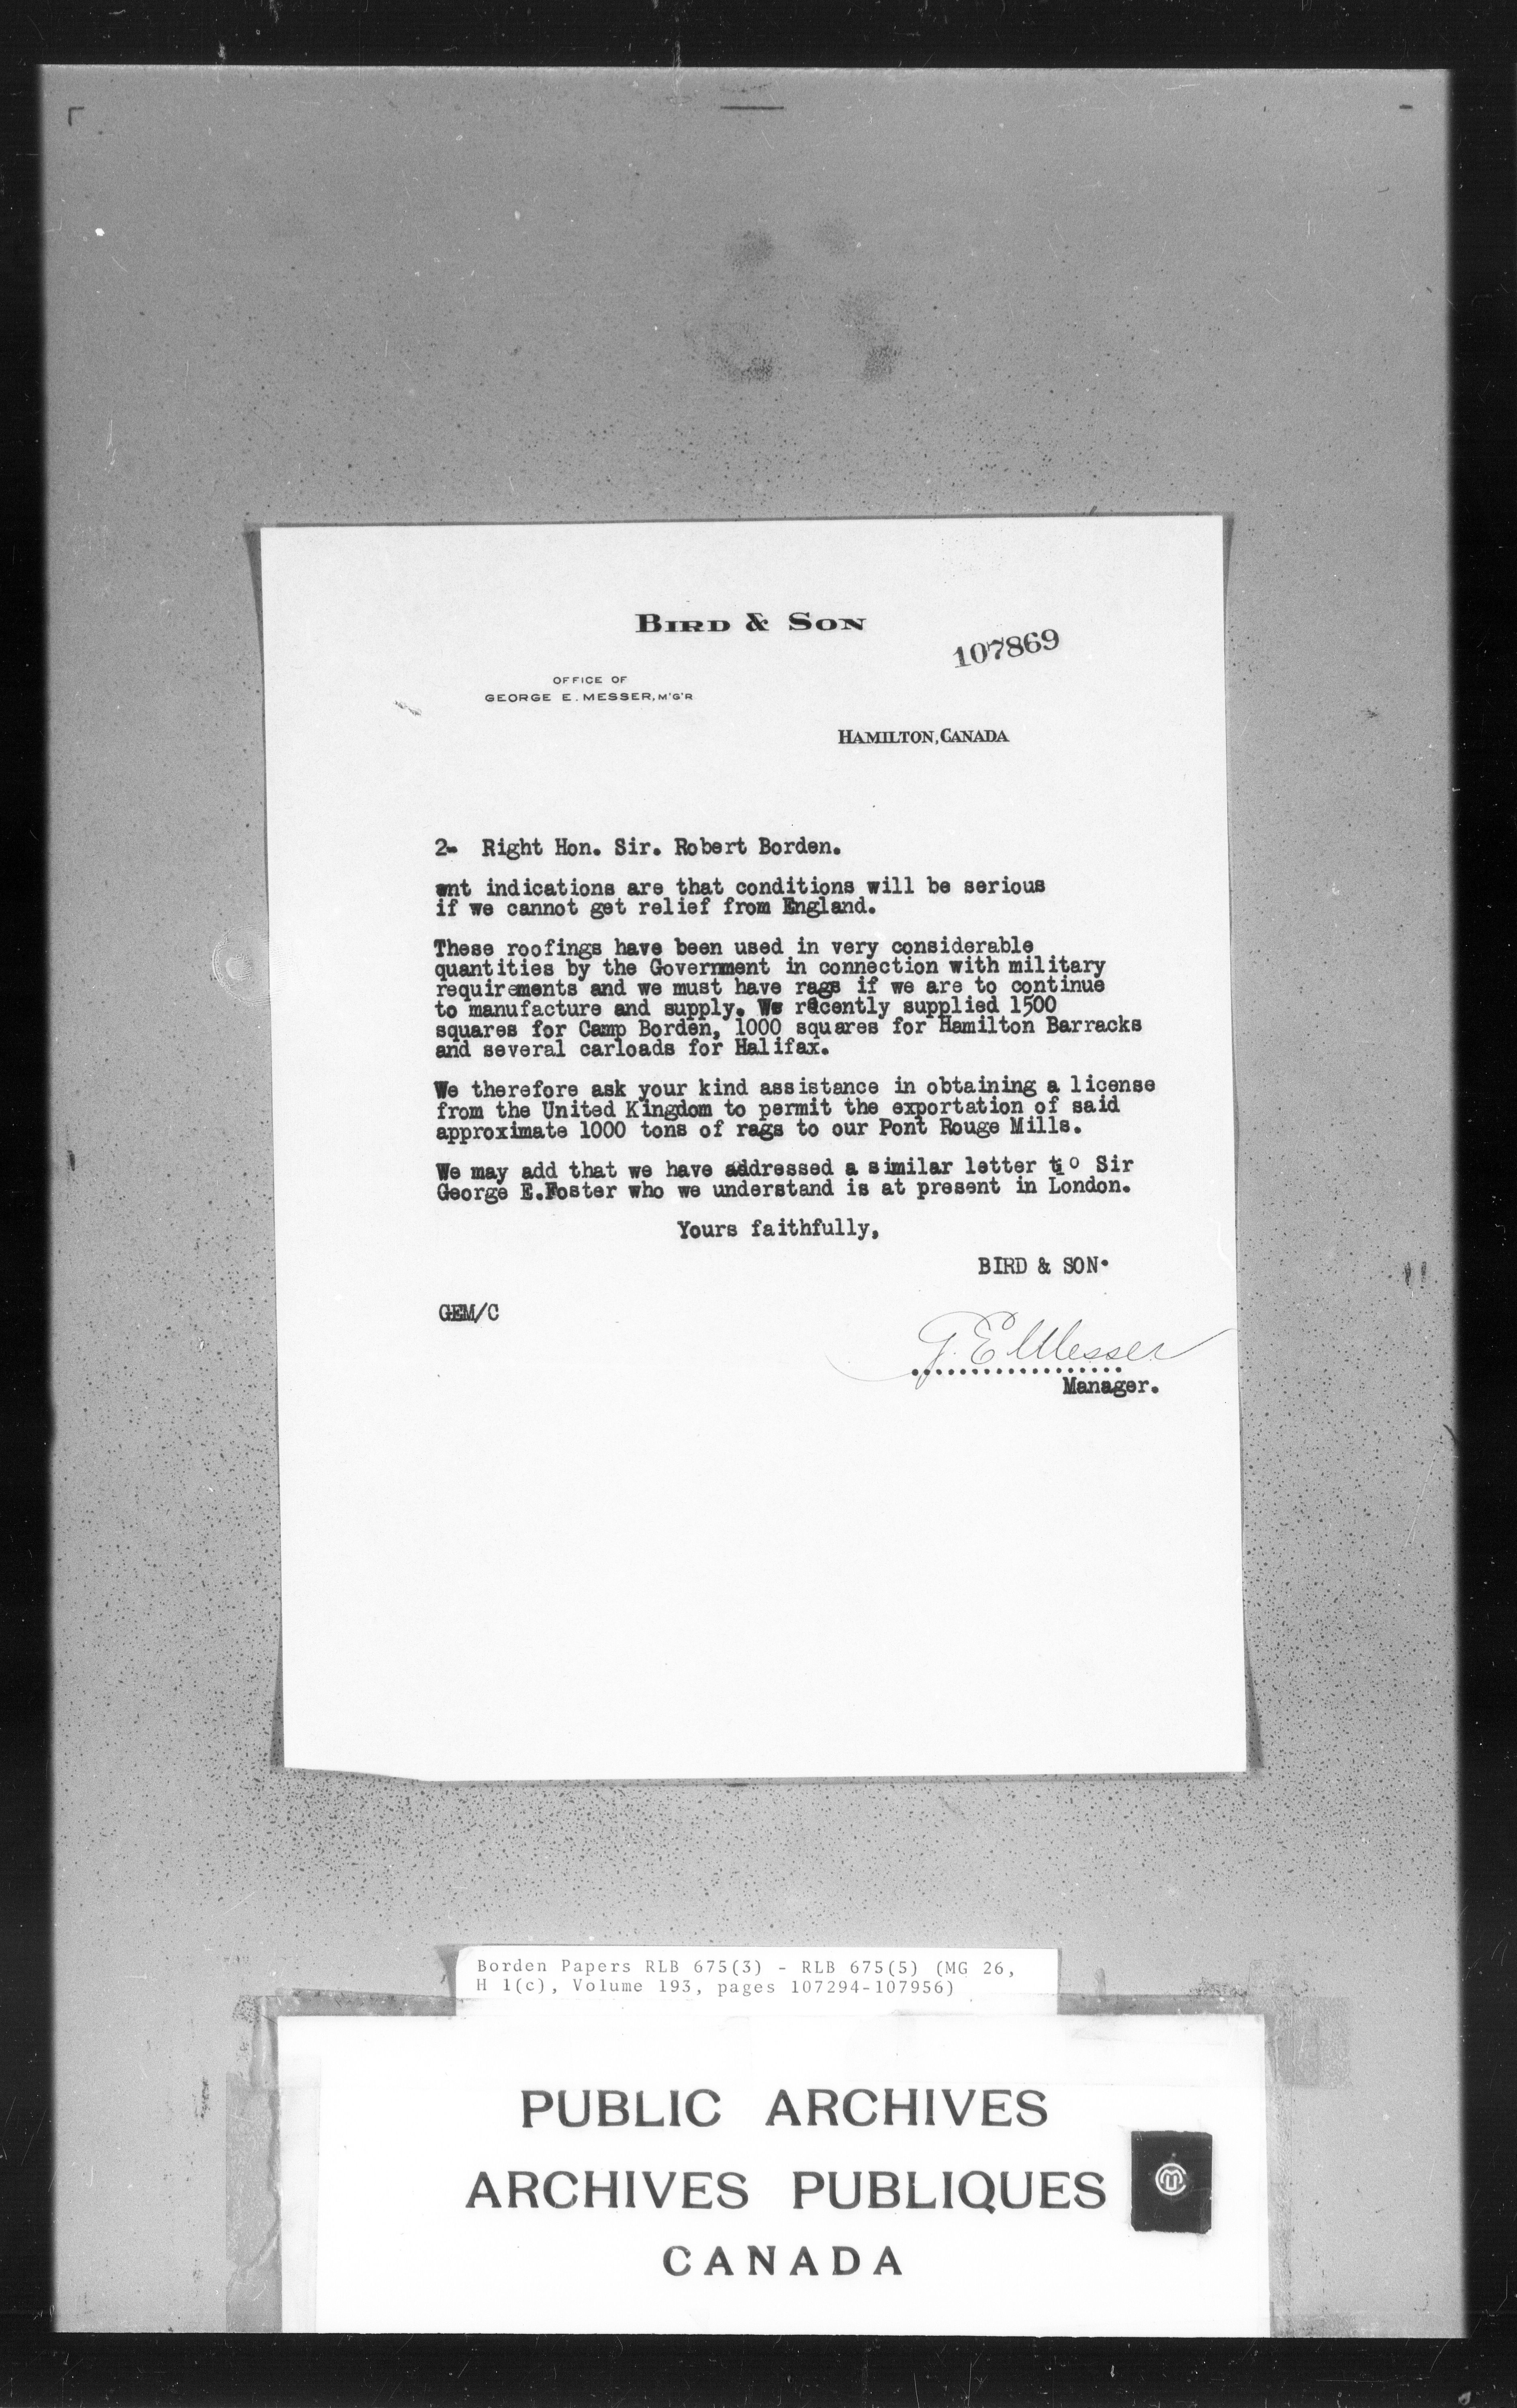 BIRD & SON
107869
OFFICE OF
GEORGE E. MESSER, M'G'R
HAMILTON, CANADA
2- Right Hon. Sir. Robert Borden.
ent indications are that conditions will be serious
if we cannot get relief from England.
These roofings have been used in very considerable
quantities by the Government in connection with military
requirements and we must have rags if we are to continue
to manufacture and supply. We recently supplied 1500
squares for Camp Borden, 1000 squares for Hamilton Barracks
and several carloads for Halifax.
We therefore ask your kind assistance in obtaining a license
from the United Kingdom to permit the exportation of said
approximate 1000 tons of rags to our Pont Rouge Mills.
We may add that we have addressed a similar letter to Sir
George E.Foster who we understand is at present in London.
Yours faithfully,
BIRD & SON.
GEM/C
G. E Messer
..................
Manager.
Borden Papers RLB 675(3) - RLB 675(5) (MG 26,
H 1(c), Volume 193, pages 107294-107956)
PUBLIC ARCHIVES
ARCHIVES PUBLIQUES
CANADA